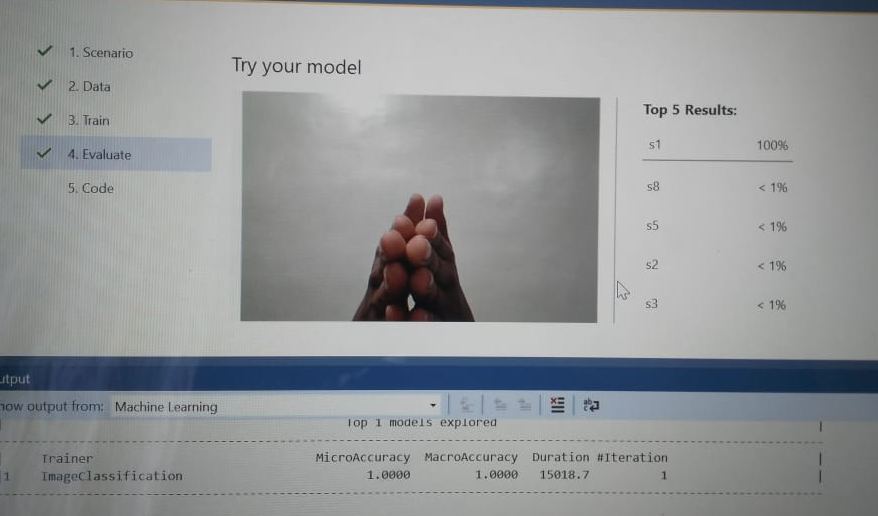 1. Scenario
2. Data
3. Train
4. Evaluate
5. Code
Try your model
Top 5 Results:
s1 100%
s8 < 1%
s5 < 1%
s2 < 1%
s3 < 1%
utput
how output from: Machine Learning
Top 1 models explored
Trainer MicroAccuracy MacroAccuracy Duration #Iteration
1 ImageClassification 1.0000 1.0000 15018.7 1